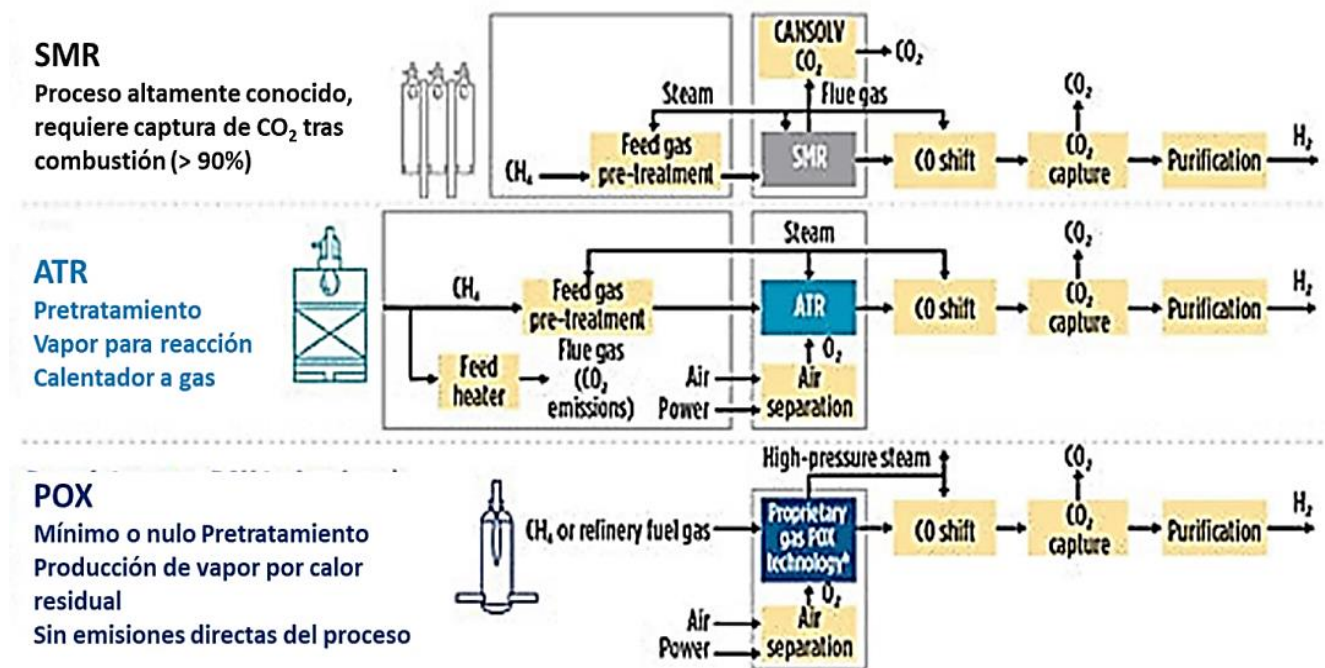 SMR
Proceso altamente conocido,
requiere captura de CO₂ tras
combustión (> 90%)
CANSOLV
CO₂
CO₂
Steam
Flue gas
CH₄
Feed gas
pre-treatment
SMR
CO shift
CO₂
CO₂
capture
Purification
H₂
ATR
Pretratamiento
Vapor para reacción
Calentador a gas
Steam
CH₄
Feed gas
pre-treatment
ATR
CO shift
CO₂
CO₂
capture
Purification
H₂
Feed
heater
Flue gas
(CO₂
emissions)
O₂
Air
Power
Air
separation
POX
Mínimo o nulo Pretratamiento
Producción de vapor por calor
residual
Sin emisiones directas del proceso
High-pressure steam
CH₄ or refinery fuel gas
Proprietary
gas POX
technology*
CO shift
CO₂
CO₂
capture
Purification
H₂
O₂
Air
Power
Air
separation